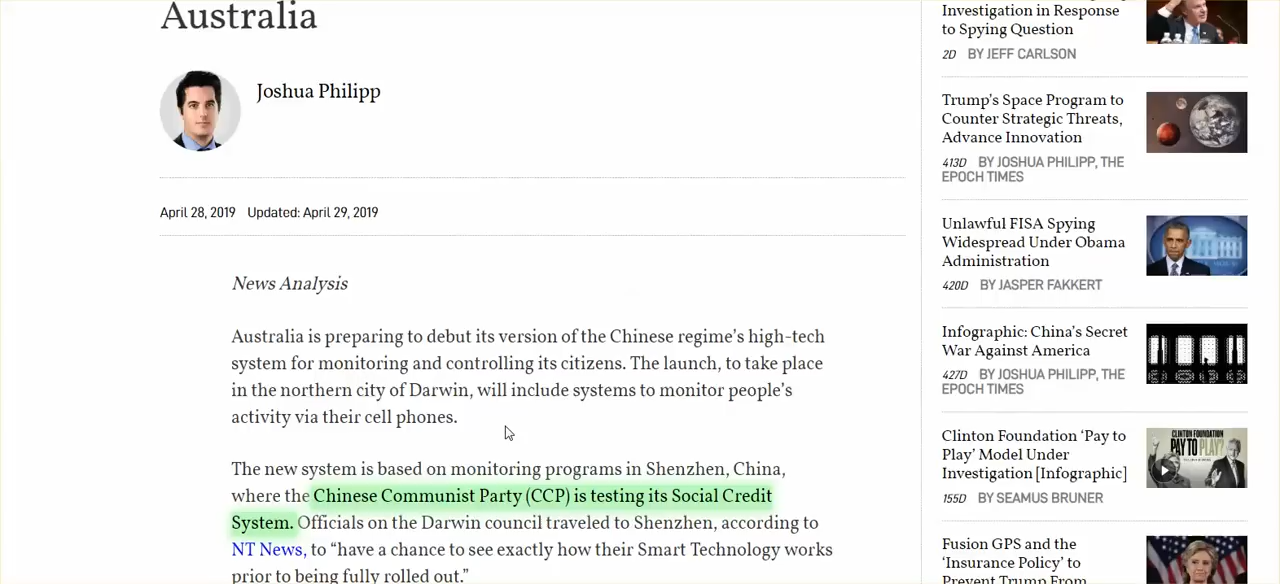 Australia
Joshua Philipp
April 28, 2019 Updated: April 29, 2019
News Analysis
Australia is preparing to debut its version of the Chinese regime's high-tech
system for monitoring and controlling its citizens. The launch, to take place
in the northern city of Darwin, will include systems to monitor people's
activity via their cell phones.
The new system is based on monitoring programs in Shenzhen, China,
where the Chinese Communist Party (CCP) is testing its Social Credit
System. Officials on the Darwin council traveled to Shenzhen, according to
NT News, to “have a chance to see exactly how their Smart Technology works
prior to being fully rolled out.”
Investigation in Response
to Spying Question
2D BY JEFF CARLSON
Trump's Space Program to
Counter Strategic Threats,
Advance Innovation
413D BY JOSHUA PHILIPP, THE
EPOCH TIMES
Unlawful FISA Spying
Widespread Under Obama
Administration
420D BY JASPER FAKKERT
Infographic: China's Secret
War Against America
427D BY JOSHUA PHILIPP, THE
EPOCH TIMES
Clinton Foundation ‘Pay to
Play’ Model Under
Investigation [Infographic]
155D BY SEAMUS BRUNER
CLINTON FOUNDATION
PAY TO
PLAY?
Fusion GPS and the
‘Insurance Policy’ to
Prevent Trump From